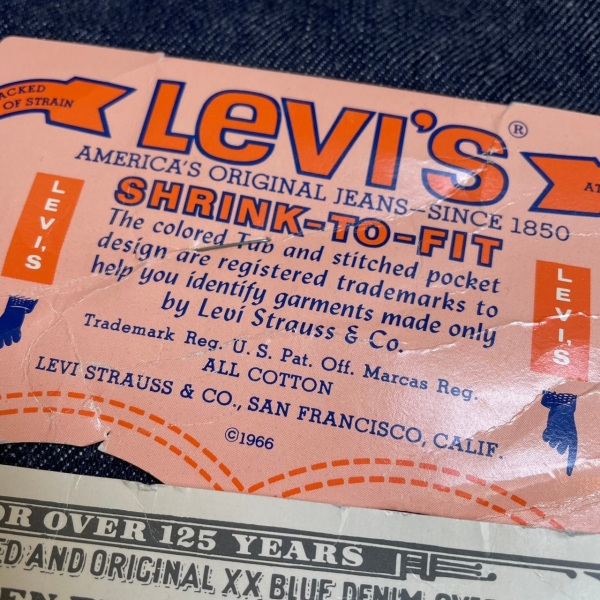 ACKED
OF STRAIN
LeVI'S®
AT
AMERICA'S ORIGINAL JEANS–SINCE 1850
SHRINK-TO-FIT
The colored Tab and stitched pocket
design are registered trademarks to
help you identify garments made only
by Levi Strauss & Co.
Trademark Reg. U. S. Pat. Off. Marcas Reg.
ALL COTTON
LEVI STRAUSS & CO., SAN FRANCISCO, CALIF.
©1966
LEVI'S
LEVI'S
OR OVER 125 YEARS
ED AND ORIGINAL XX BLUE DENIM